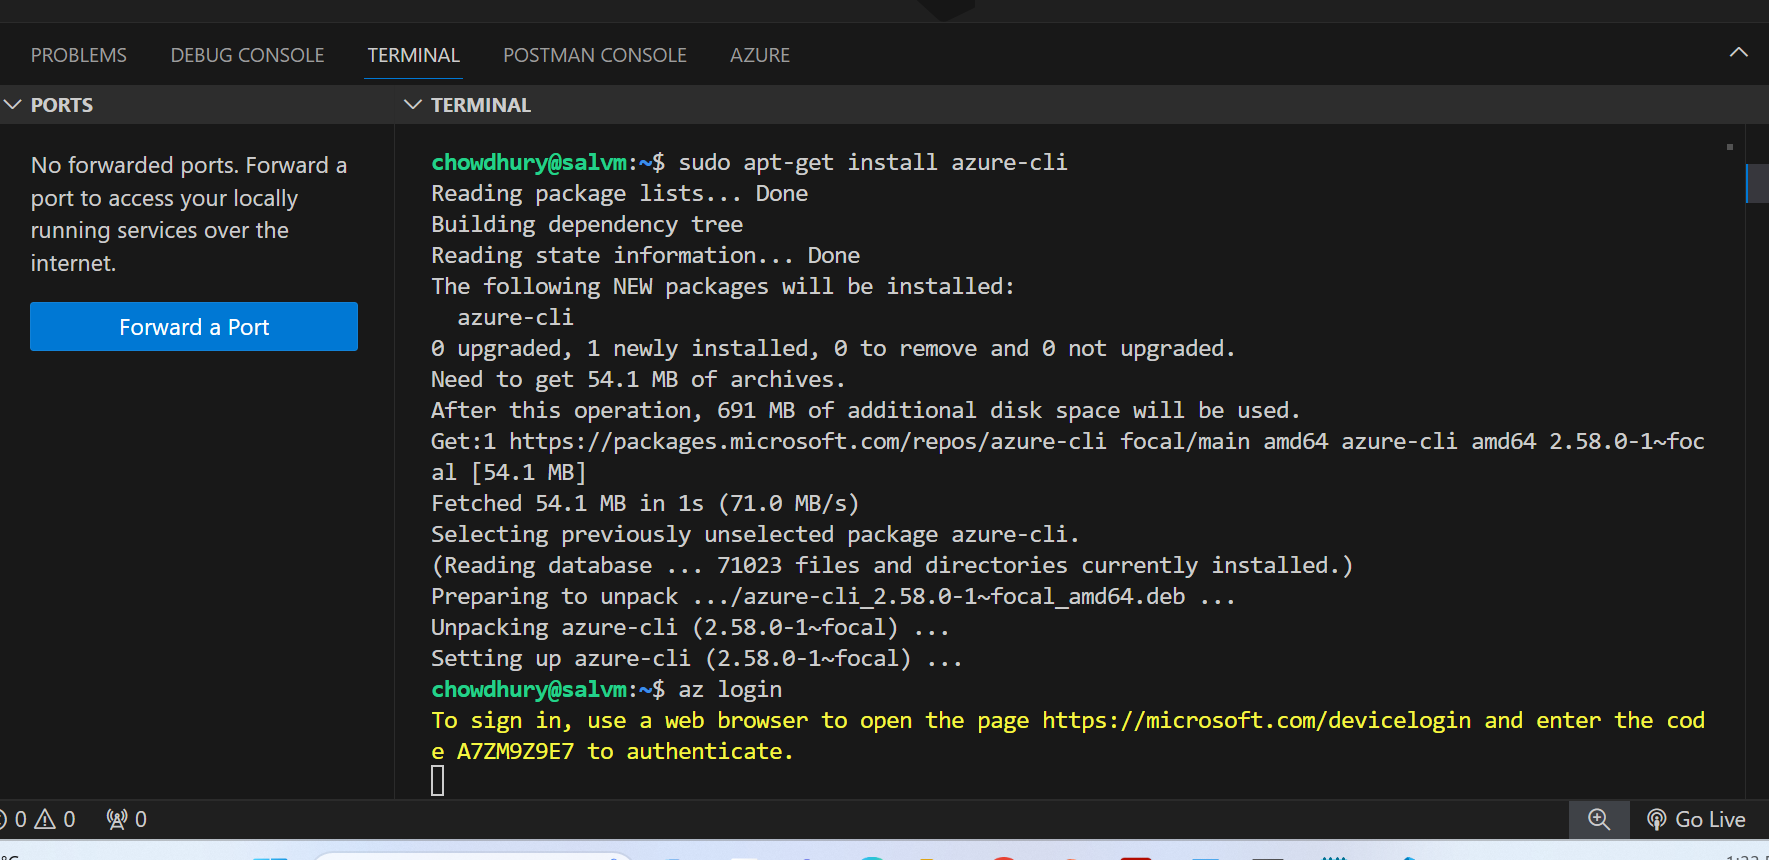 PROBLEMS DEBUG CONSOLE TERMINAL POSTMAN CONSOLE AZURE
PORTS
No forwarded ports. Forward a
port to access your locally
running services over the
internet.
Forward a Port
TERMINAL
chowdhury@salvm:~$ sudo apt-get install azure-cli
Reading package lists... Done
Building dependency tree
Reading state information... Done
The following NEW packages will be installed:
azure-cli
0 upgraded, 1 newly installed, 0 to remove and 0 not upgraded.
Need to get 54.1 MB of archives.
After this operation, 691 MB of additional disk space will be used.
Get:1 https://packages.microsoft.com/repos/azure-cli focal/main amd64 azure-cli amd64 2.58.0-1~foc
al [54.1 MB]
Fetched 54.1 MB in 1s (71.0 MB/s)
Selecting previously unselected package azure-cli.
(Reading database ... 71023 files and directories currently installed.)
Preparing to unpack .../azure-cli_2.58.0-1~focal_amd64.deb ...
Unpacking azure-cli (2.58.0-1~focal) ...
Setting up azure-cli (2.58.0-1~focal) ...
chowdhury@salvm:~$ az login
To sign in, use a web browser to open the page https://microsoft.com/devicelogin and enter the cod
e A7ZM9Z9E7 to authenticate.
0 0 0 Go Live